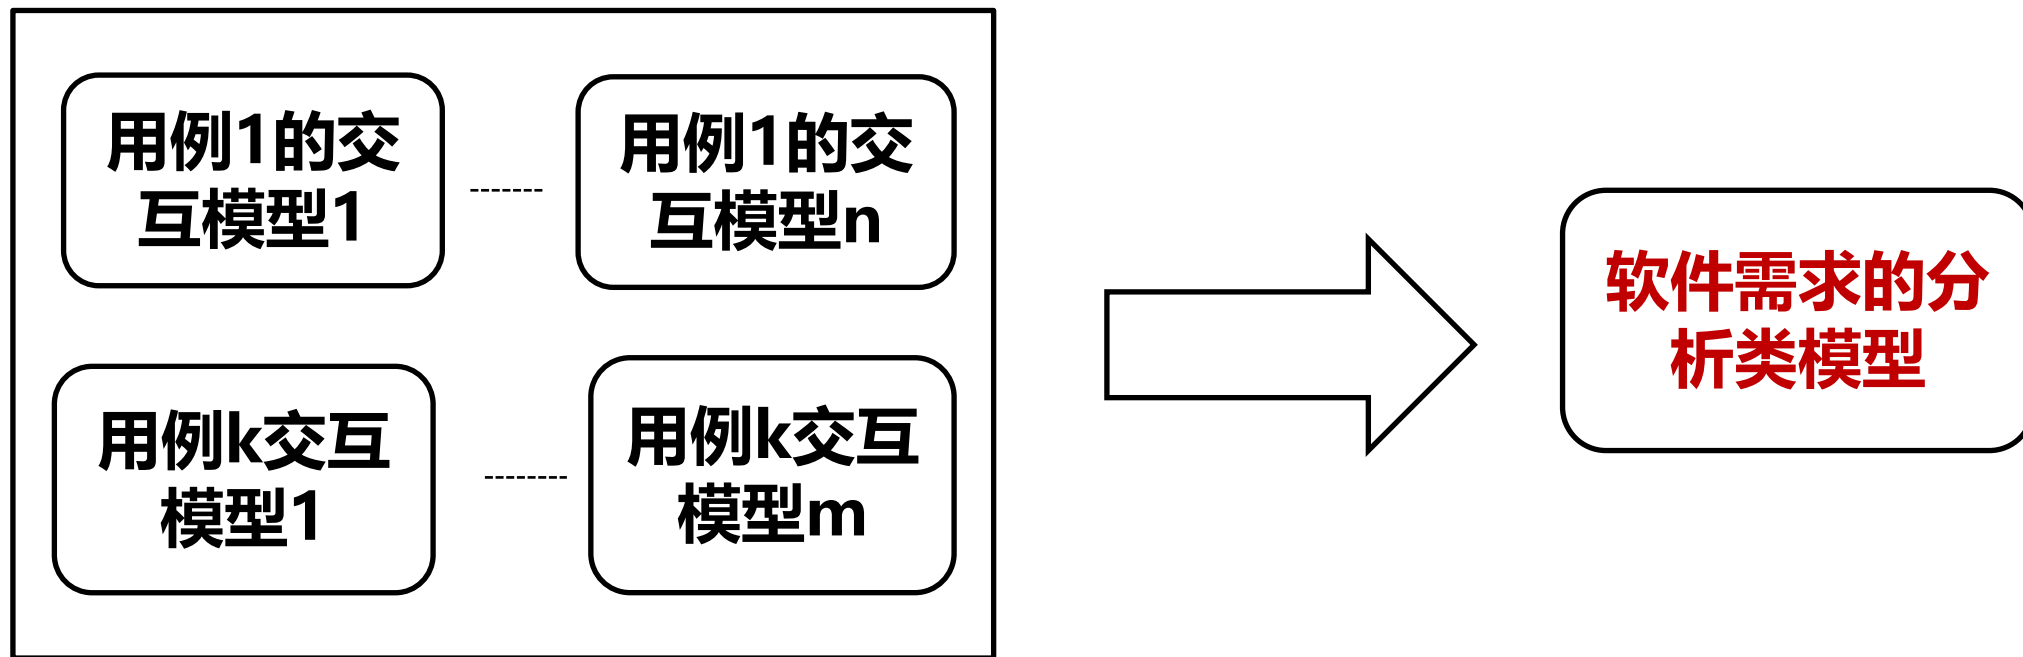 用例1的交
互模型1
用例1的交
互模型n
用例k交互
模型1
用例k交互
模型m
软件需求的分
析类模型